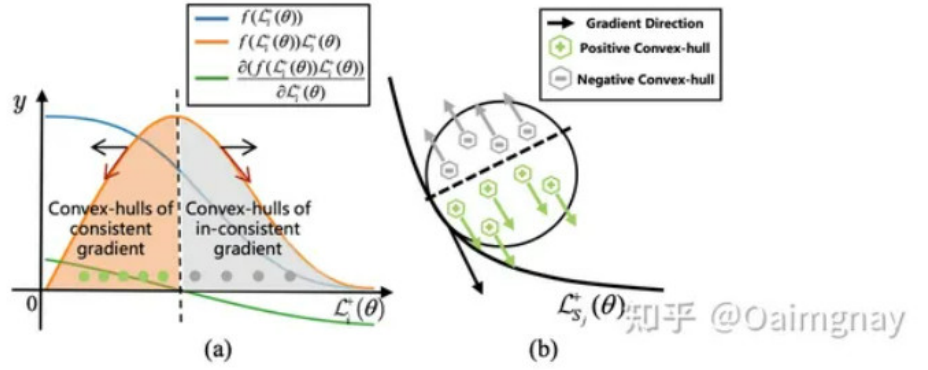 f(ℒᵢ⁺(θ))
f(ℒᵢ⁺(θ))ℒᵢ⁺(θ)
∂(f(ℒᵢ⁺(θ))ℒᵢ⁺(θ))
∂ℒᵢ⁺(θ)
y
Convex-hulls of
consistent
gradient
Convex-hulls of
in-consistent
gradient
0
ℒᵢ⁺(θ)
(a)
Gradient Direction
Positive Convex-hull
Negative Convex-hull
ℒ⁺_{S_j}(θ)
(b)
知乎 @Oaimgnay